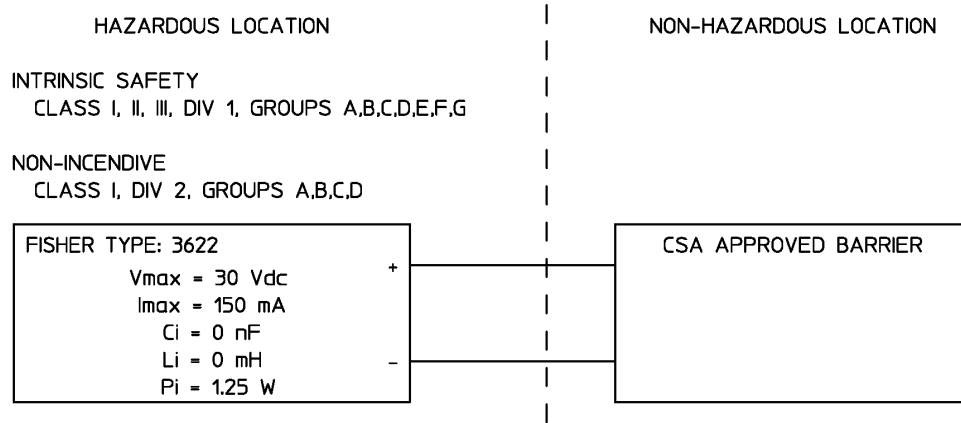 HAZARDOUS LOCATION
NON-HAZARDOUS LOCATION
INTRINSIC SAFETY
CLASS I, II, III, DIV 1, GROUPS A,B,C,D,E,F,G
NON-INCENDIVE
CLASS I, DIV 2, GROUPS A,B,C,D
FISHER TYPE: 3622
Vmax = 30 Vdc
Imax = 150 mA
Ci = 0 nF
Li = 0 mH
Pi = 1.25 W
+
-
CSA APPROVED BARRIER